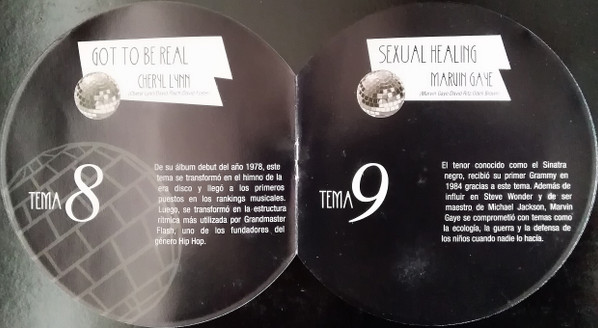 GOT TO BE REAL
CHERYL LYNN
TEMA 8
De su álbum debut del año 1978, este
tema se transformó en el himno de la
era disco y llegó a los primeros
puestos en los rankings musicales.
Luego, se transformó en la estructura
rítmica más utilizada por Grandmaster
Flash, uno de los fundadores del
género Hip Hop.
SEXUAL HEALING
MARVIN GAYE
TEMA 9
El tenor conocido como el Sinatra
negro, recibió su primer Grammy en
1984 gracias a este tema. Además de
influir en Steve Wonder y de ser
maestro de Michael Jackson, Marvin
Gaye se comprometió con temas como
la ecología, la guerra y la defensa de
los niños cuando nadie lo hacía.